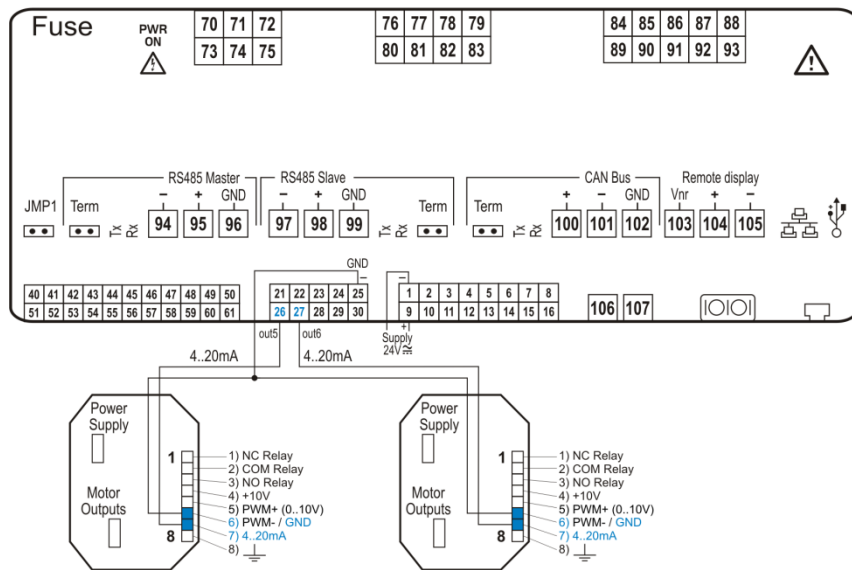 Fuse
PWR
ON
70 71 72
73 74 75
76 77 78 79
80 81 82 83
84 85 86 87 88
89 90 91 92 93
RS485 Master
RS485 Slave
CAN Bus
Remote display
JMP1
Term
Tx
Rx
– + GND
94 95 96
– + GND
97 98 99
Tx
Rx
Term
Term
Tx
Rx
+ – GND
100 101 102
Vnr + –
103 104 105
GND
–
–
40 41 42 43 44 45 46 47 48 49 50
51 52 53 54 55 56 57 58 59 60 61
21 22 23 24 25
26 27 28 29 30
1 2 3 4 5 6 7 8
9 10 11 12 13 14 15 16
106 107
out5
out6
+
Supply
24V
4..20mA
4..20mA
Power
Supply
Motor
Outputs
1
8
1) NC Relay
2) COM Relay
3) NO Relay
4) +10V
5) PWM+ (0..10V)
6) PWM- / GND
7) 4..20mA
8)
Power
Supply
Motor
Outputs
1
8
1) NC Relay
2) COM Relay
3) NO Relay
4) +10V
5) PWM+ (0..10V)
6) PWM- / GND
7) 4..20mA
8)